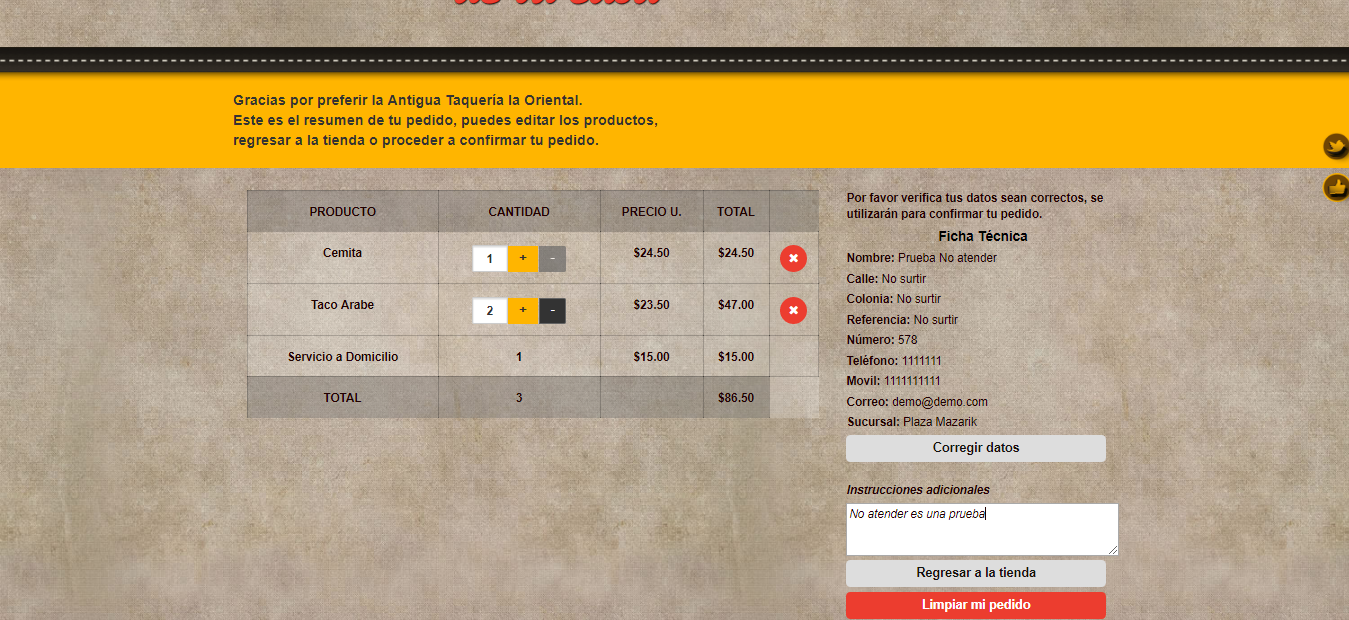 Gracias por preferir la Antigua Taquería la Oriental.
Este es el resumen de tu pedido, puedes editar los productos,
regresar a la tienda o proceder a confirmar tu pedido.
PRODUCTO CANTIDAD PRECIO U. TOTAL
Cemita 1 + - $24.50 $24.50
Taco Arabe 2 + - $23.50 $47.00
Servicio a Domicilio 1 $15.00 $15.00
TOTAL 3 $86.50
Por favor verifica tus datos sean correctos, se
utilizarán para confirmar tu pedido.
Ficha Técnica
Nombre: Prueba No atender
Calle: No surtir
Colonia: No surtir
Referencia: No surtir
Número: 578
Teléfono: 1111111
Movil: 1111111111
Correo: demo@demo.com
Sucursal: Plaza Mazarik
Corregir datos
Instrucciones adicionales
No atender es una prueba
Regresar a la tienda
Limpiar mi pedido